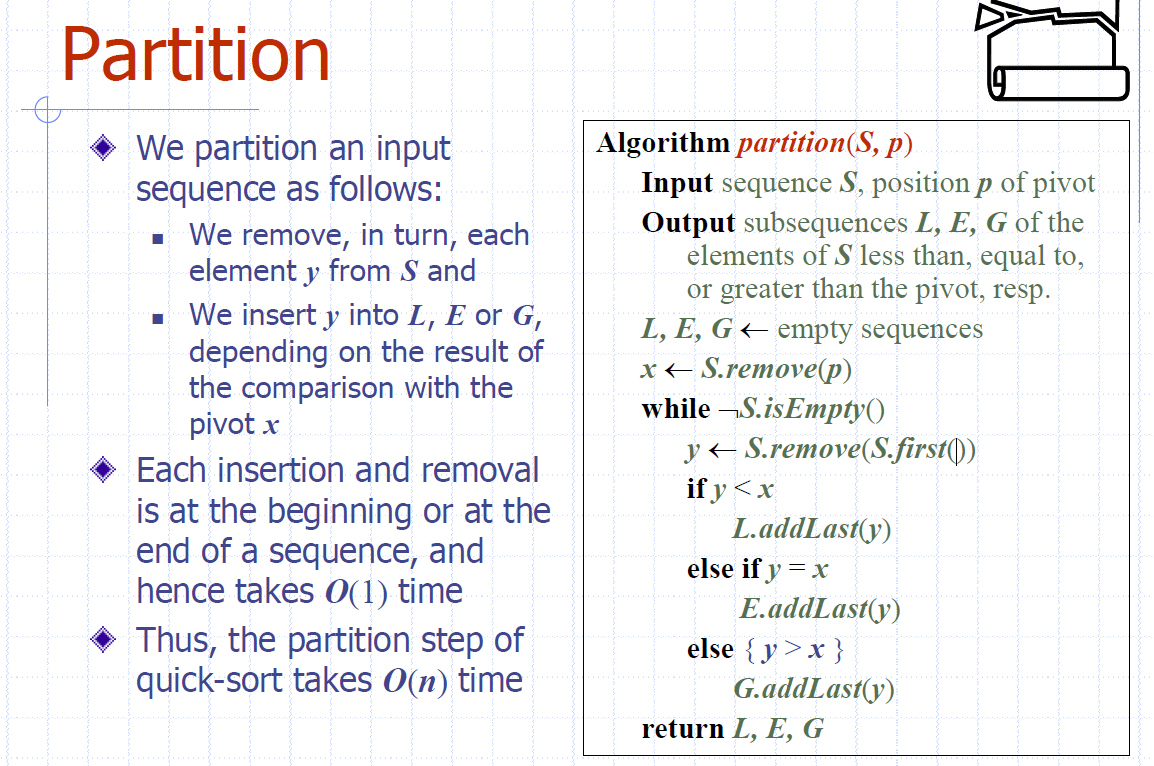 Partition
We partition an input
sequence as follows:
We remove, in turn, each
element y from S and
We insert y into L, E or G,
depending on the result of
the comparison with the
pivot x
Each insertion and removal
is at the beginning or at the
end of a sequence, and
hence takes O(1) time
Thus, the partition step of
quick-sort takes O(n) time
Algorithm partition(S, p)
Input sequence S, position p of pivot
Output subsequences L, E, G of the
elements of S less than, equal to,
or greater than the pivot, resp.
L, E, G ← empty sequences
x ← S.remove(p)
while ¬S.isEmpty()
y ← S.remove(S.first())
if y < x
L.addLast(y)
else if y = x
E.addLast(y)
else { y > x }
G.addLast(y)
return L, E, G